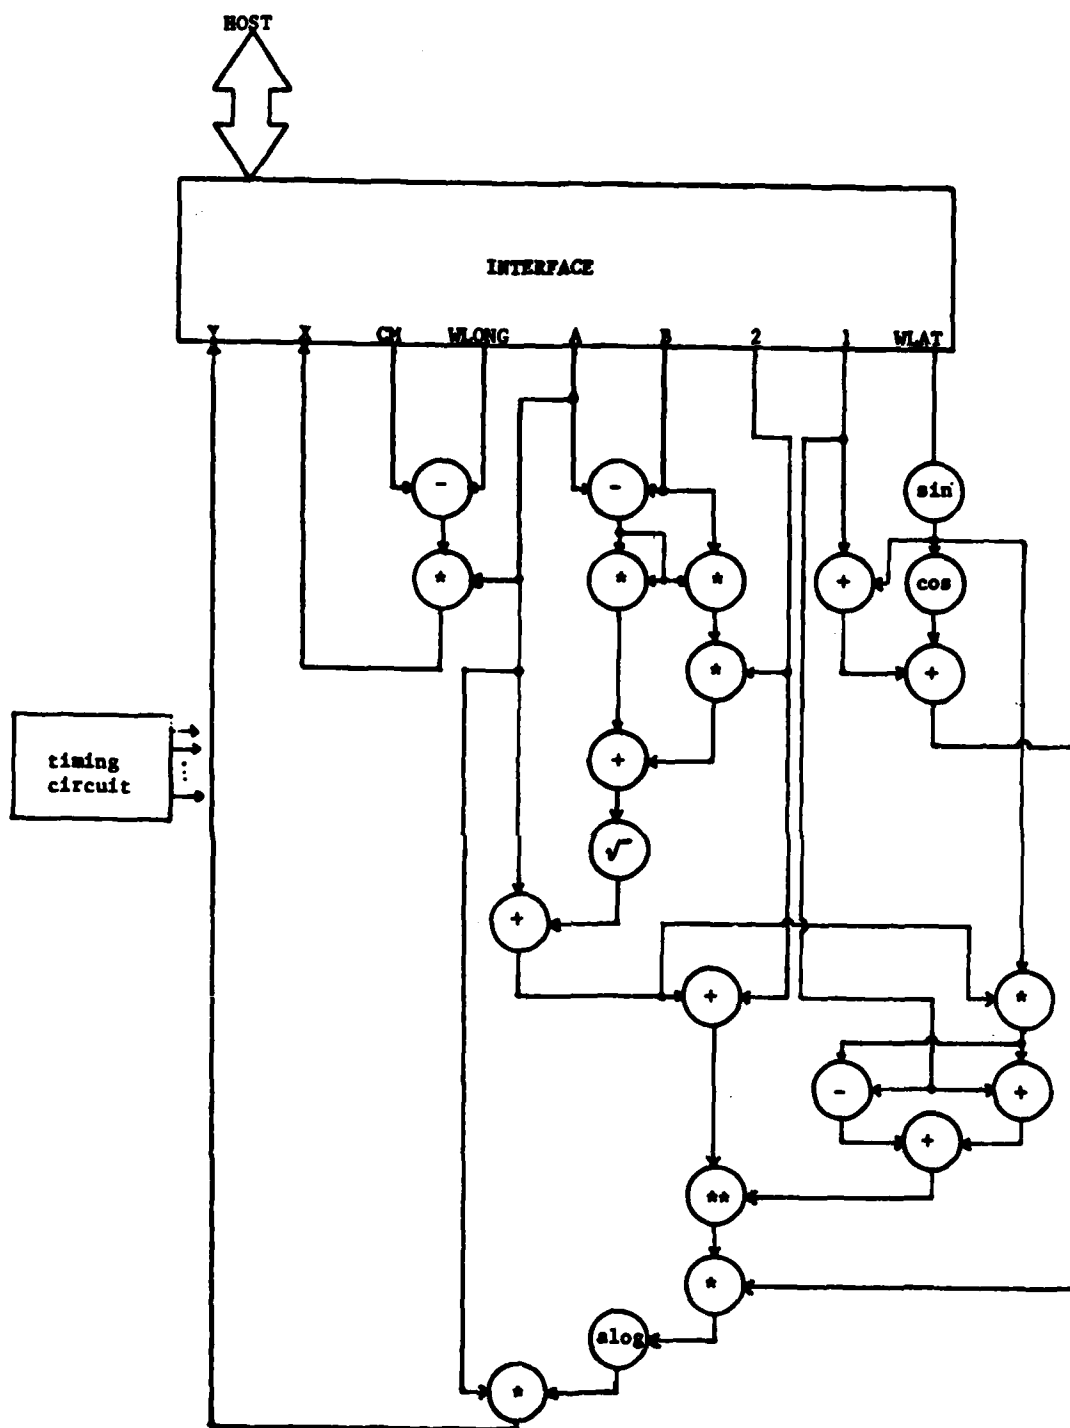 HOST
INTERFACE
Y X CM WLONG A B 2 1 WLAT
- - sin
* * * + cos
* +
timing
circuit
+
√
+
+ *
- +
+
**
*
alog
*